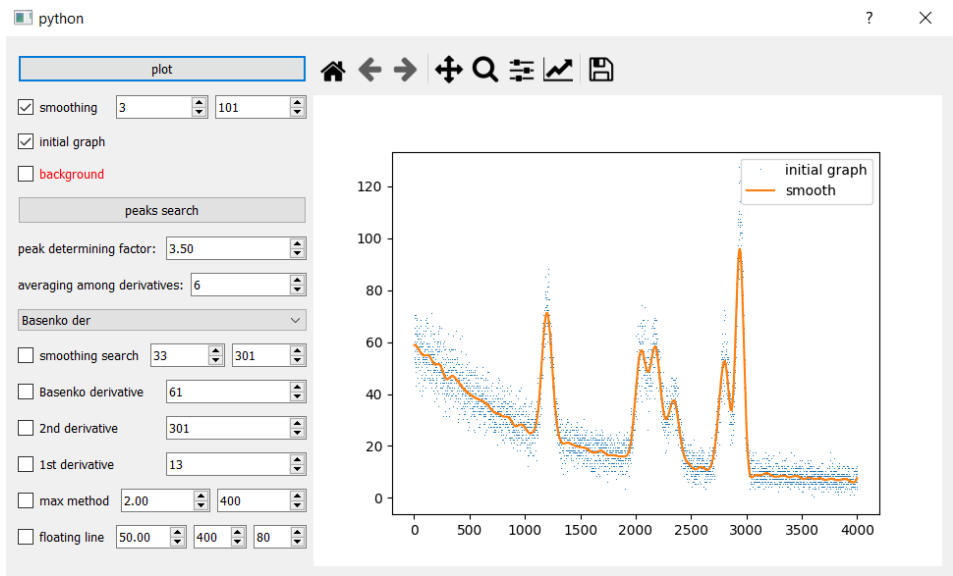 python ?
plot
smoothing 3 101
initial graph
background
peaks search
peak determining factor: 3.50
averaging among derivatives: 6
Basenko der
smoothing search 33 301
Basenko derivative 61
2nd derivative 301
1st derivative 13
max method 2.00 400
floating line 50.00 400 80
initial graph
smooth
120
100
80
60
40
20
0
0 500 1000 1500 2000 2500 3000 3500 4000